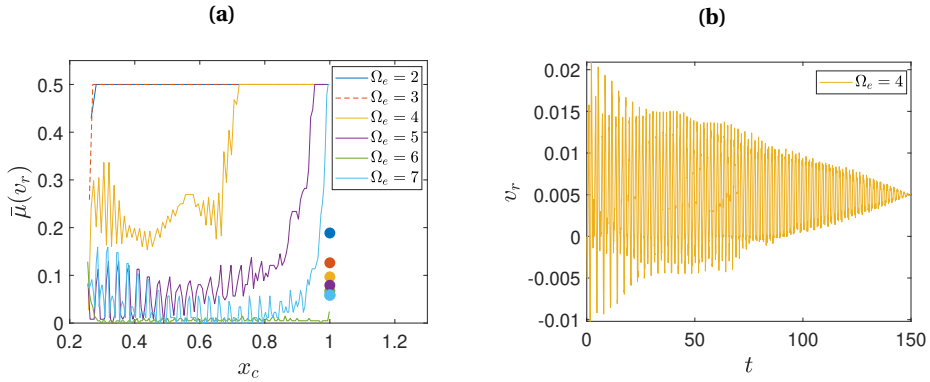 (a)
(b)
0.5
0.4
0.3
0.2
0.1
0
μ̄(v_r)
0.2 0.4 0.6 0.8 1 1.2
x_c
Ω_e = 2
Ω_e = 3
Ω_e = 4
Ω_e = 5
Ω_e = 6
Ω_e = 7
0.02
0.015
0.01
0.005
0
-0.005
-0.01
v_r
0 50 100 150
t
Ω_e = 4